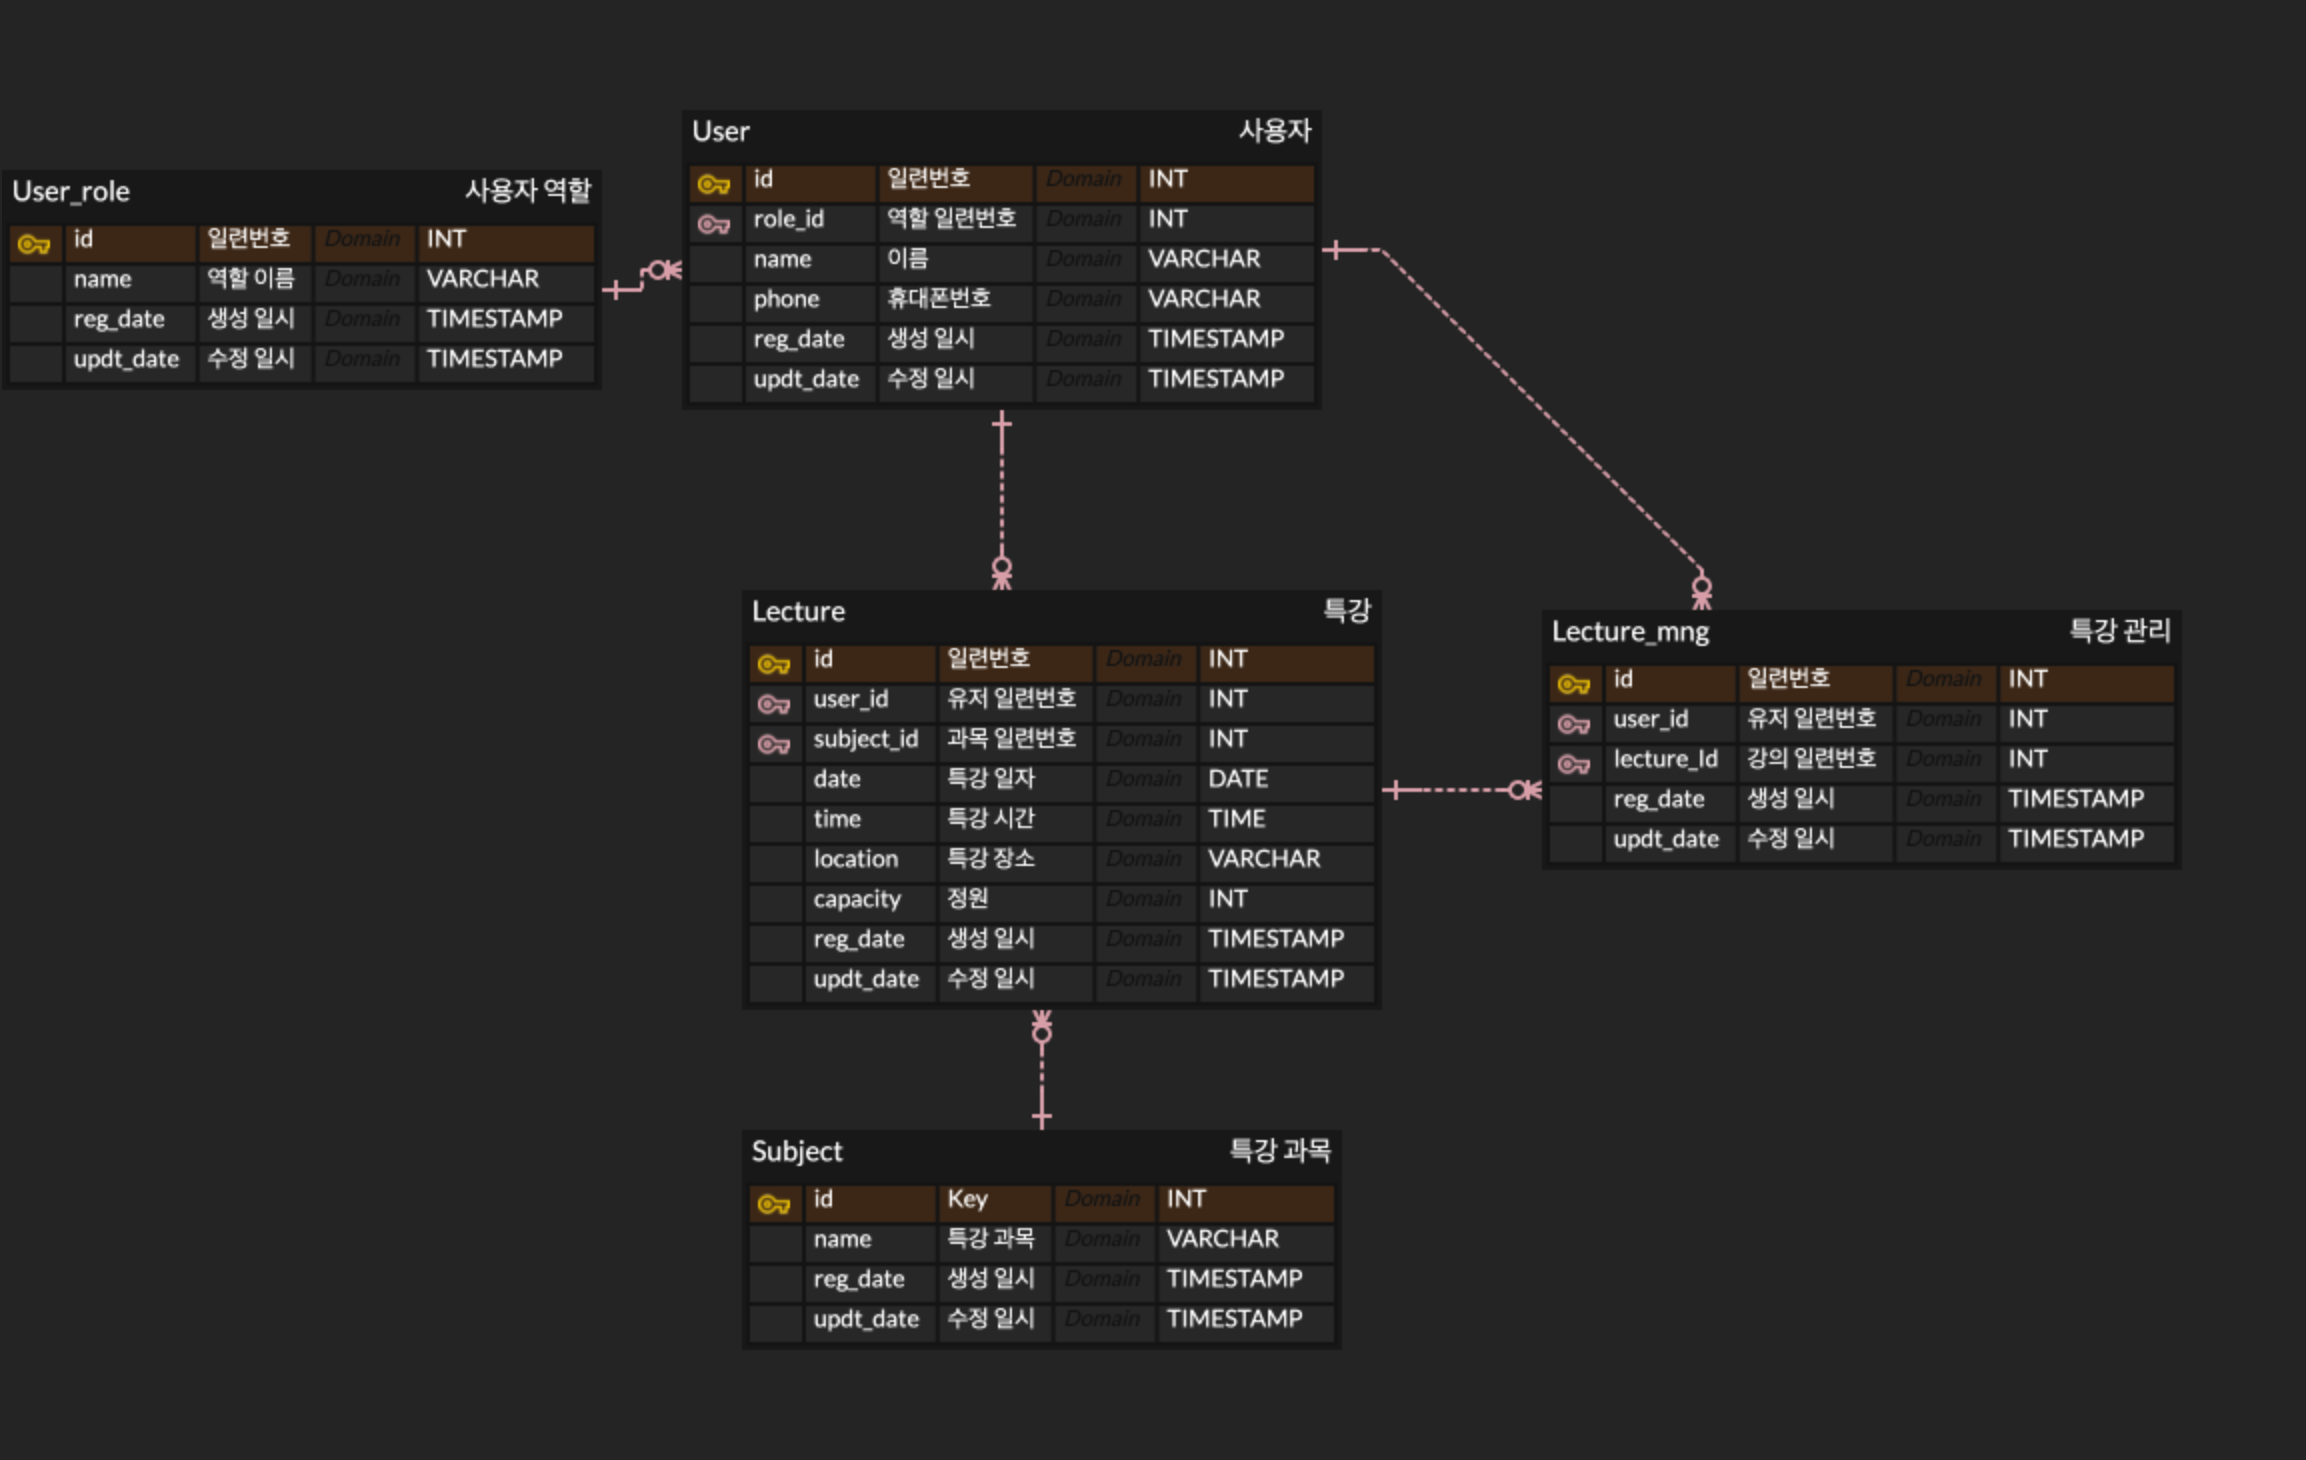 User_role 사용자 역할
id 일련번호 Domain INT
name 역할 이름 Domain VARCHAR
reg_date 생성 일시 Domain TIMESTAMP
updt_date 수정 일시 Domain TIMESTAMP
User 사용자
id 일련번호 Domain INT
role_id 역할 일련번호 Domain INT
name 이름 Domain VARCHAR
phone 휴대폰번호 Domain VARCHAR
reg_date 생성 일시 Domain TIMESTAMP
updt_date 수정 일시 Domain TIMESTAMP
Lecture 특강
id 일련번호 Domain INT
user_id 유저 일련번호 Domain INT
subject_id 과목 일련번호 Domain INT
date 특강 일자 Domain DATE
time 특강 시간 Domain TIME
location 특강 장소 Domain VARCHAR
capacity 정원 Domain INT
reg_date 생성 일시 Domain TIMESTAMP
updt_date 수정 일시 Domain TIMESTAMP
Lecture_mng 특강 관리
id 일련번호 Domain INT
user_id 유저 일련번호 Domain INT
lecture_Id 강의 일련번호 Domain INT
reg_date 생성 일시 Domain TIMESTAMP
updt_date 수정 일시 Domain TIMESTAMP
Subject 특강 과목
id Key Domain INT
name 특강 과목 Domain VARCHAR
reg_date 생성 일시 Domain TIMESTAMP
updt_date 수정 일시 Domain TIMESTAMP